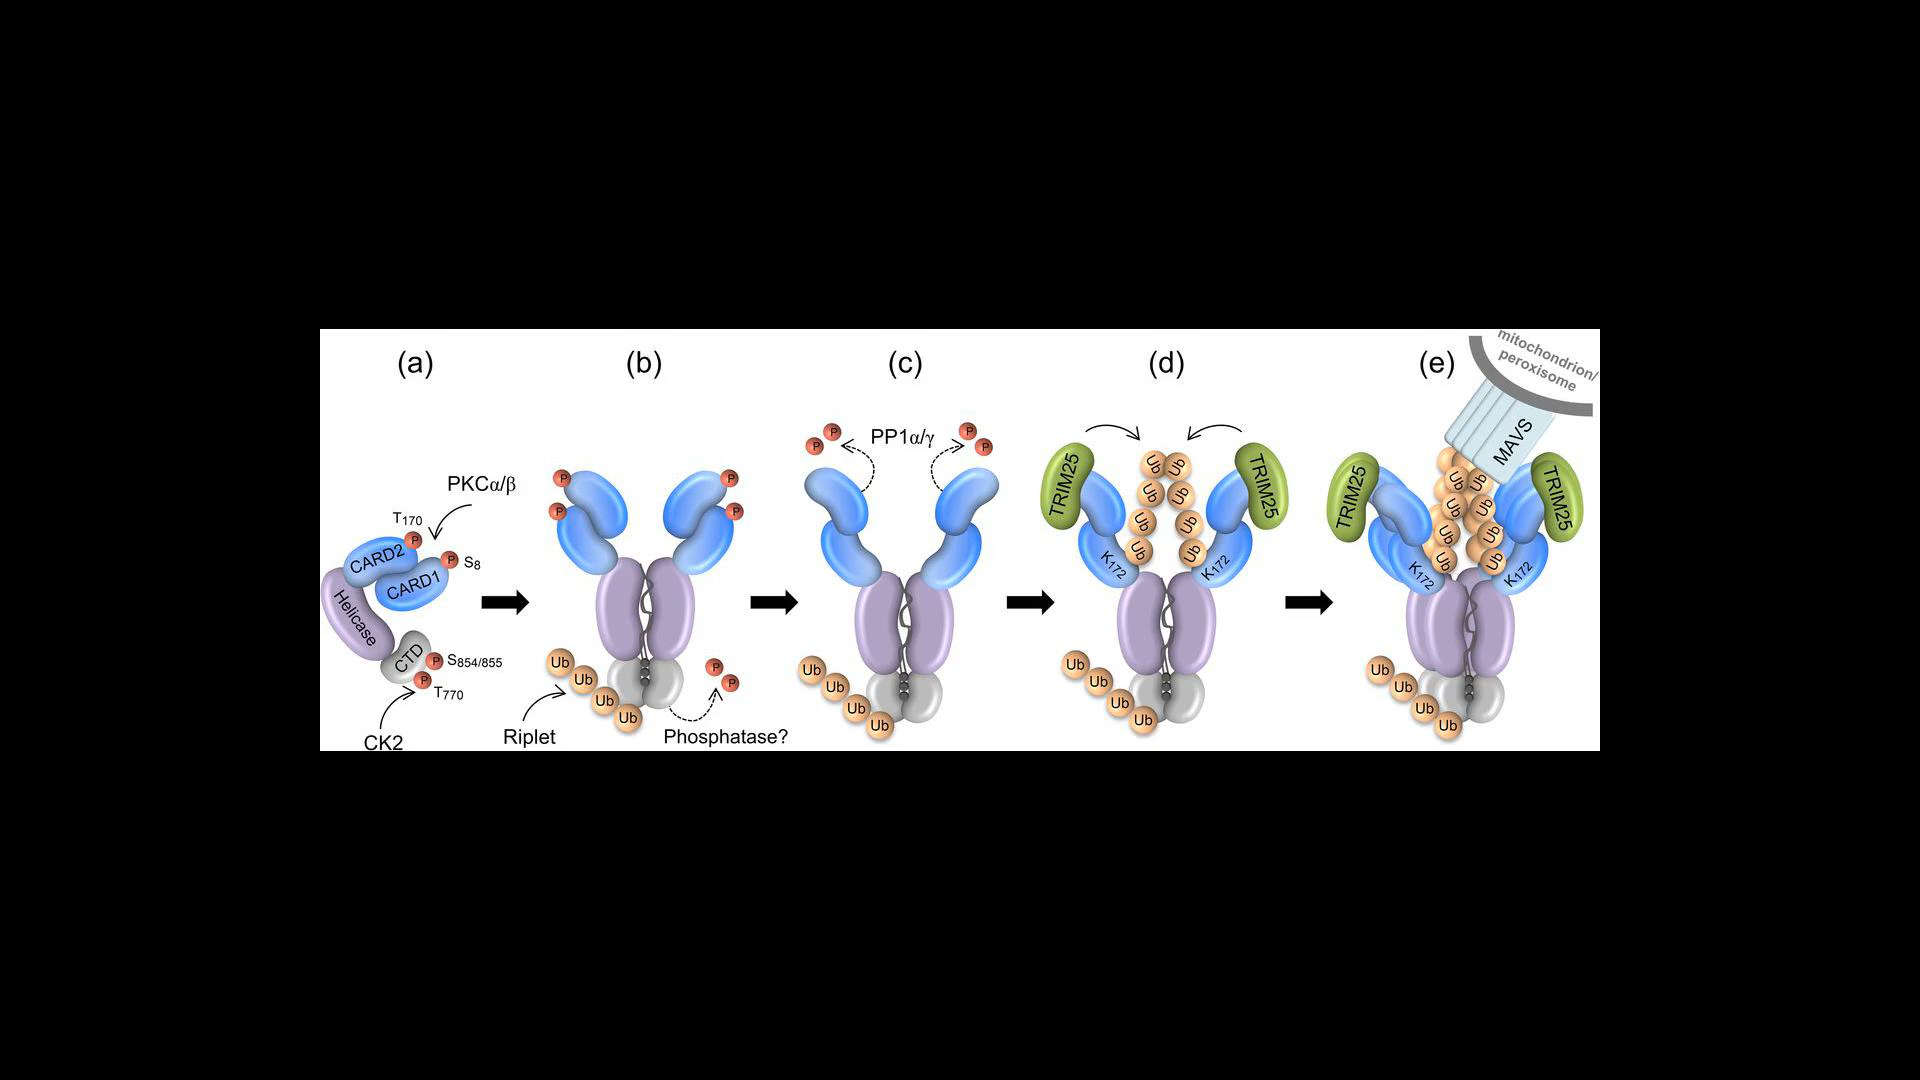 (a)
(b)
(c)
(d)
(e)
mitochondrion/
peroxisome
PKCα/β
T170
P
CARD2
P
S8
CARD1
Helicase
CTD
P
S854/855
P
T770
CK2
P
P
P
P
Ub
Ub
Ub
Ub
P
P
Riplet
Phosphatase?
P
P
PP1α/γ
P
P
Ub
Ub
Ub
Ub
TRIM25
TRIM25
Ub
Ub
Ub
Ub
Ub
Ub
Ub
Ub
K172
K172
Ub
Ub
Ub
Ub
MAVS
TRIM25
TRIM25
Ub
Ub
Ub
Ub
Ub
Ub
Ub
Ub
K172
K172
Ub
Ub
Ub
Ub